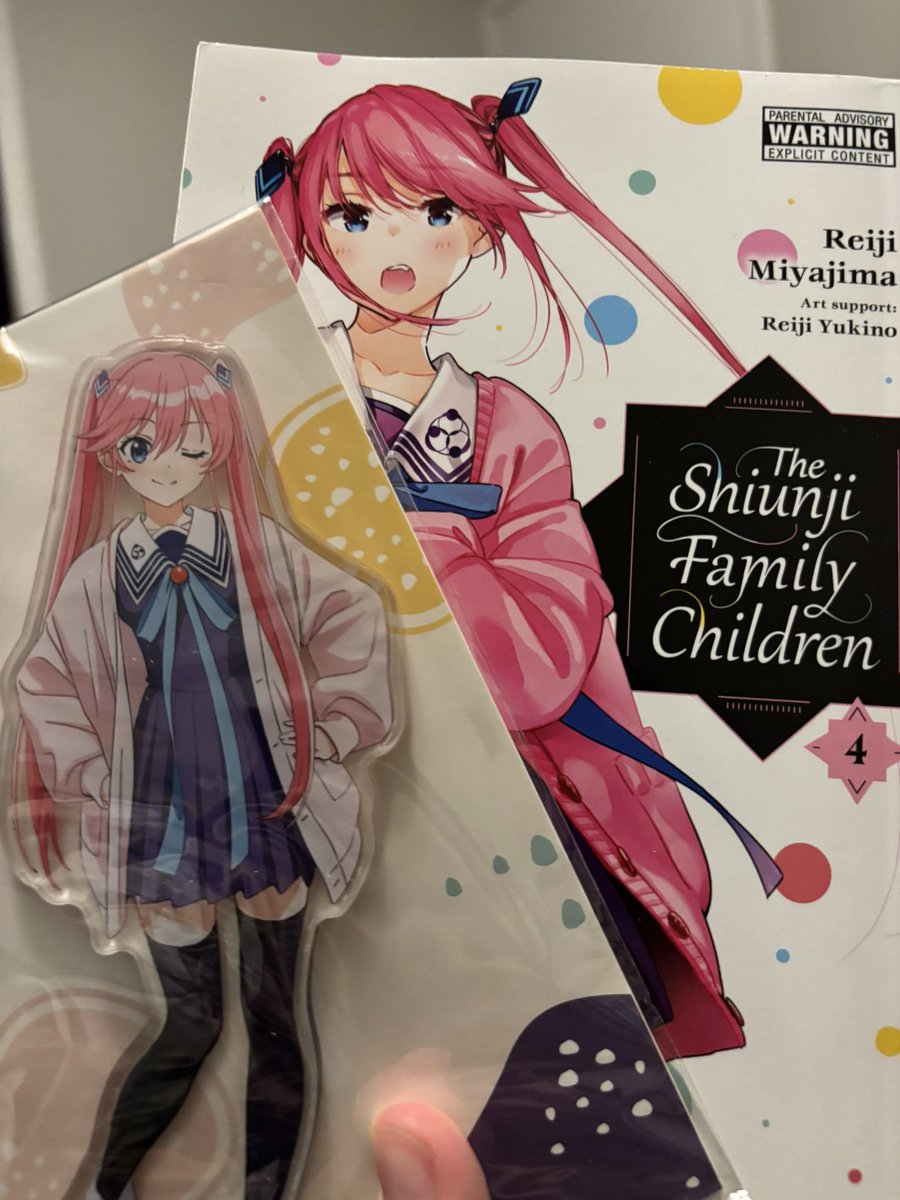 PARENTAL ADVISORY
WARNING
EXPLICIT CONTENT
Reiji
Miyajima
Art support:
Reiji Yukino
The
Shiunji
Family
Children
4